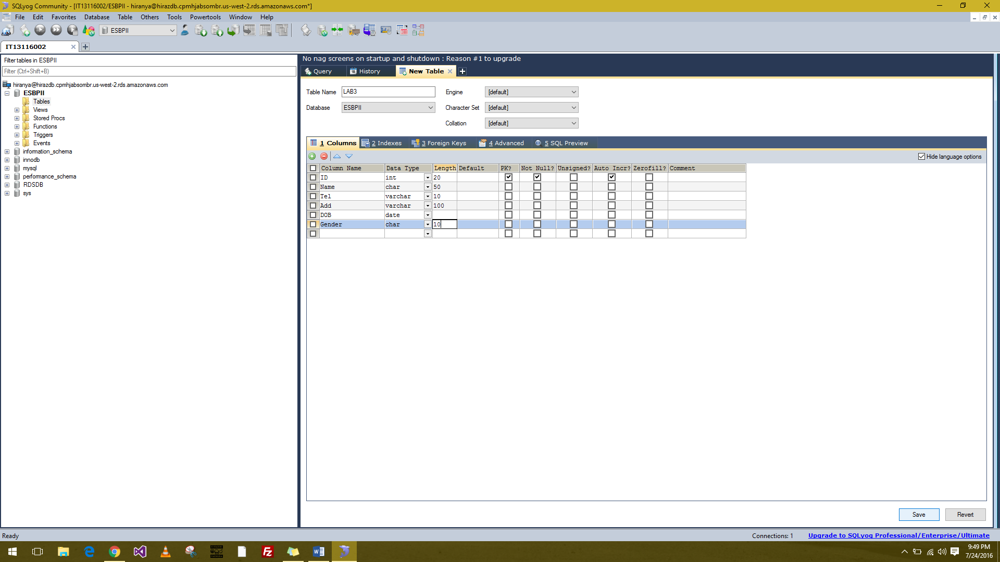 SQLyog Community - [IT13116002/ESBPII - hiranya@hirazdb.cpmhjabsombr.us-west-2.rds.amazonaws.com*]
File Edit Favorites Database Table Others Tools Powertools Window Help
ESBPII
IT13116002
Filter tables in ESBPII
Filter (Ctrl+Shift+B)
hiranya@hirazdb.cpmhjabsombr.us-west-2.rds.amazonaws.com
ESBPII
Tables
Views
Stored Procs
Functions
Triggers
Events
information_schema
innodb
mysql
performance_schema
RDSDB
sys
No nag screens on startup and shutdown : Reason #1 to upgrade
Query History New Table
Table Name LAB3 Engine [default]
Database ESBPII Character Set [default]
Collation [default]
1 Columns 2 Indexes 3 Foreign Keys 4 Advanced 5 SQL Preview
Hide language options
Column Name Data Type Length Default PK? Not Null? Unsigned? Auto Incr? Zerofill? Comment
ID int 20
Name char 50
Tel varchar 10
Add varchar 100
DOB date
Gender char 10
Save Revert
Ready Connections: 1 Upgrade to SQLyog Professional/Enterprise/Ultimate
9:49 PM
7/24/2016